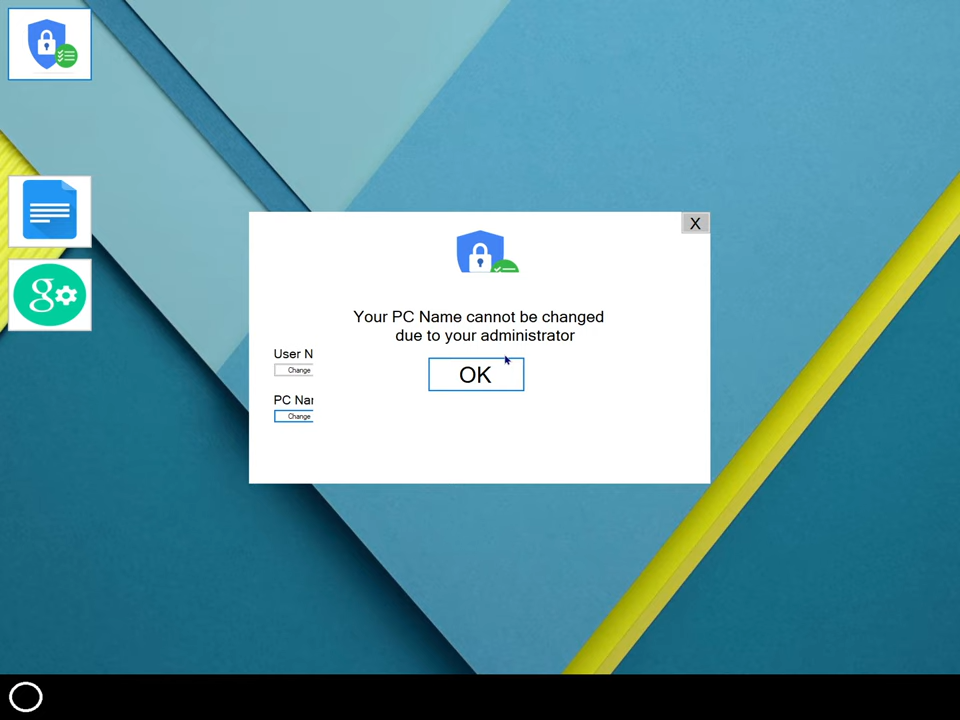 X
Your PC Name cannot be changed
due to your administrator
User N
Change
OK
PC Nar
Change